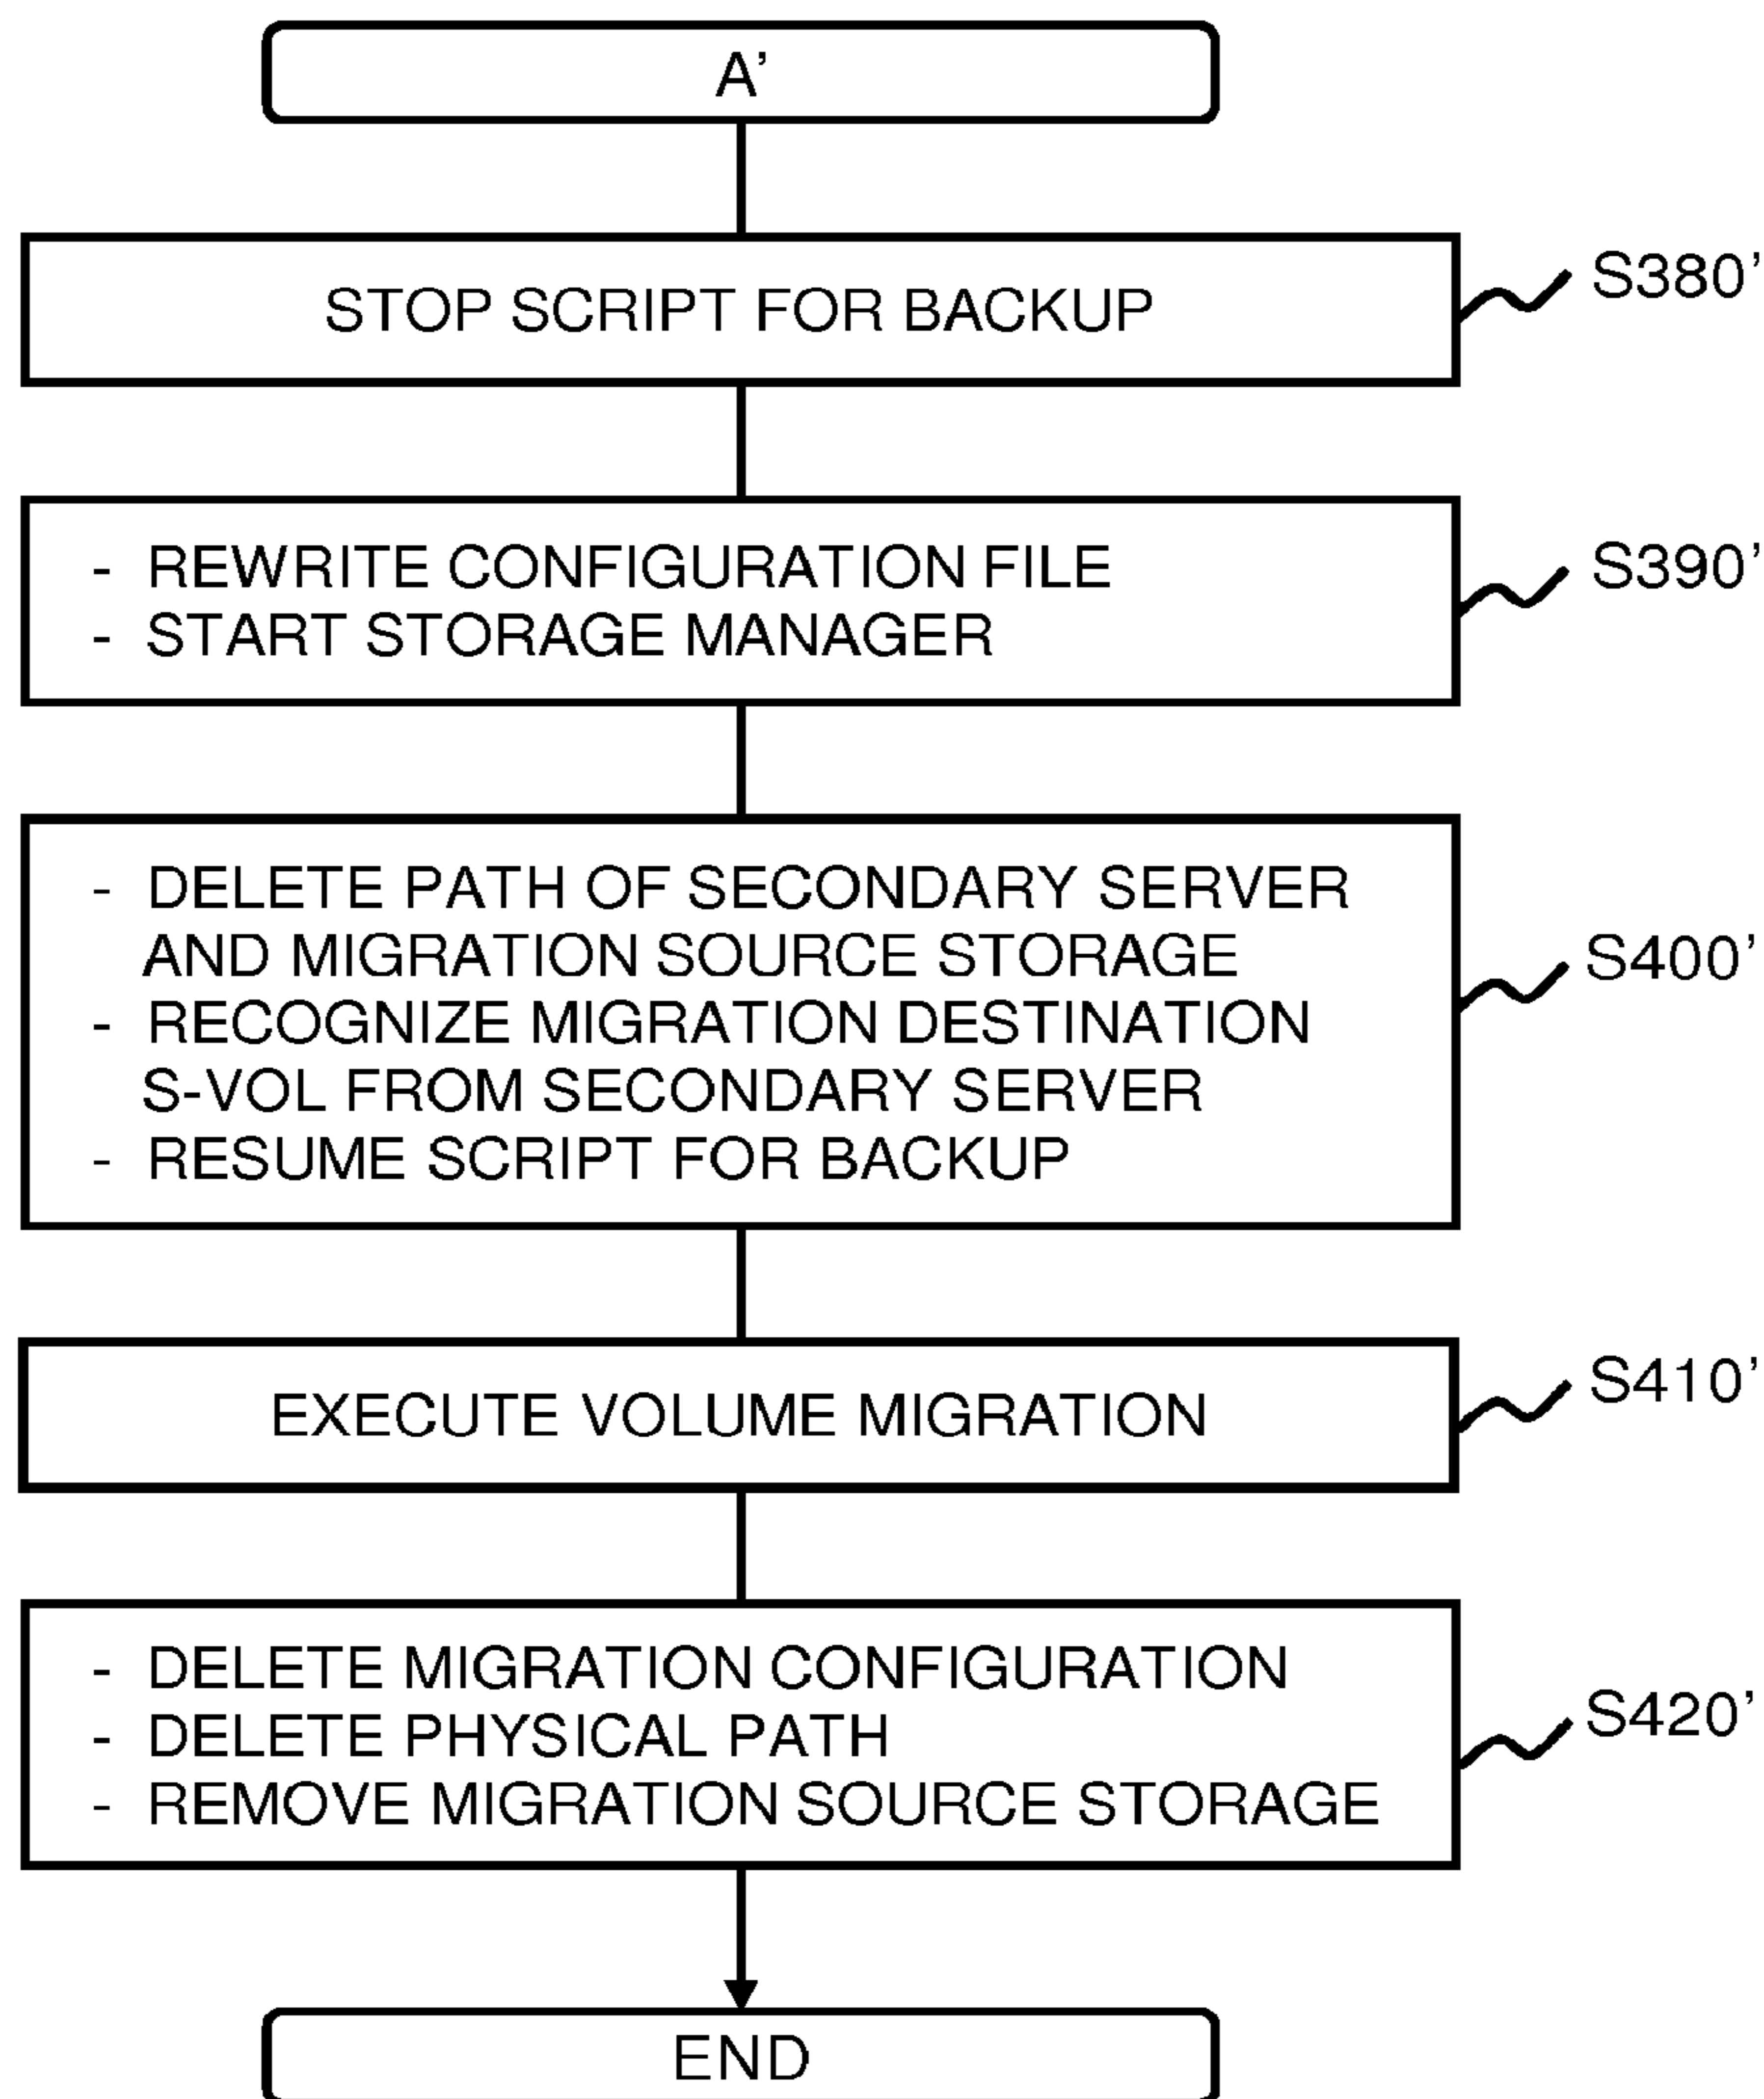 A'
STOP SCRIPT FOR BACKUP
S380'
- REWRITE CONFIGURATION FILE
- START STORAGE MANAGER
S390'
- DELETE PATH OF SECONDARY SERVER
AND MIGRATION SOURCE STORAGE
- RECOGNIZE MIGRATION DESTINATION
S-VOL FROM SECONDARY SERVER
- RESUME SCRIPT FOR BACKUP
S400'
EXECUTE VOLUME MIGRATION
S410'
- DELETE MIGRATION CONFIGURATION
- DELETE PHYSICAL PATH
- REMOVE MIGRATION SOURCE STORAGE
S420'
END